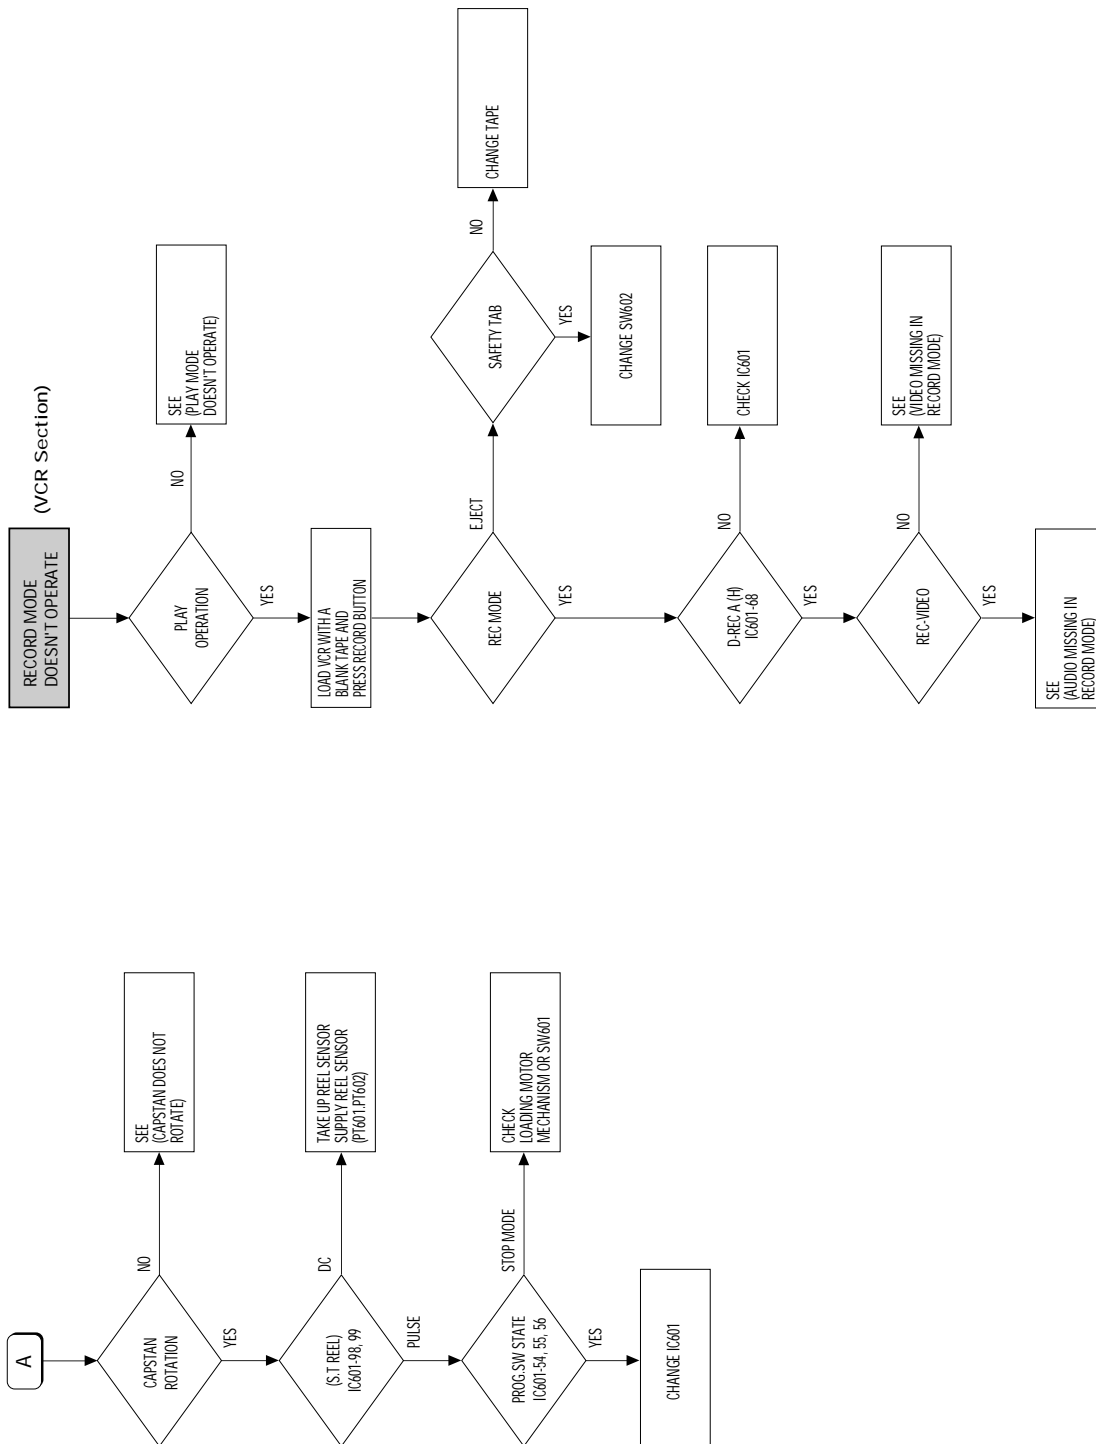 (VCR Section)
RECORD MODE
DOESN'T OPERATE
PLAY
OPERATION
NO
SEE
(PLAY MODE
DOESN'T OPERATE)
YES
LOAD VCR WITH A
BLANK TAPE AND
PRESS RECORD BUTTON
REC MODE
EJECT
SAFETY TAB
NO
CHANGE TAPE
YES
CHANGE SW602
YES
D-REC A (H)
IC601-68
NO
CHECK IC601
YES
REC-VIDEO
NO
SEE
(VIDEO MISSING IN
RECORD MODE)
YES
SEE
(AUDIO MISSING IN
RECORD MODE)
A
CAPSTAN
ROTATION
NO
SEE
(CAPSTAN DOES NOT
ROTATE)
YES
(S.T REEL)
IC601-98, 99
DC
TAKE UP REEL SENSOR
SUPPLY REEL SENSOR
(PT601.PT602)
PULSE
PROG.SW STATE
IC601-54, 55, 56
STOP MODE
CHECK
LOADING MOTOR
MECHANISM OR SW601
YES
CHANGE IC601